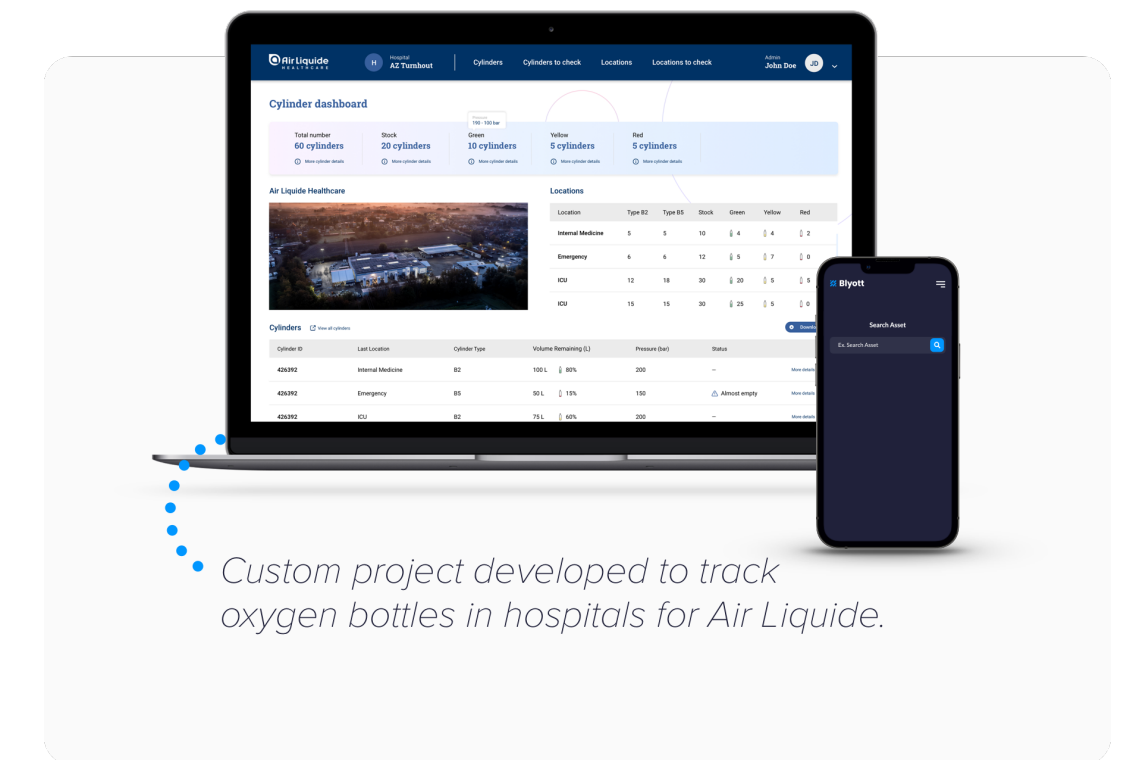 Air Liquide
HEALTHCARE
H
Hospital
AZ Turnhout
Cylinders
Cylinders to check
Locations
Locations to check
Admin
John Doe
JD
Cylinder dashboard
Pressure
190 - 100 bar
Total number
60 cylinders
More cylinder details
Stock
20 cylinders
More cylinder details
Green
10 cylinders
More cylinder details
Yellow
5 cylinders
More cylinder details
Red
5 cylinders
More cylinder details
Air Liquide Healthcare
Locations
Location Type B2 Type B5 Stock Green Yellow Red
Internal Medicine 5 5 10 4 4 2
Emergency 6 6 12 5 7 0
ICU 12 18 30 20 5 5
ICU 15 15 30 25 5 0
Cylinders View all cylinders
Cylinder ID Last Location Cylinder Type Volume Remaining (L) Pressure (bar) Status
426392 Internal Medicine B2 100 L 80% 200 – More details
426392 Emergency B5 50 L 15% 150 Almost empty More details
426392 ICU B2 75 L 60% 200 – More details
Blyott
Search Asset
Ex. Search Asset
Custom project developed to track
oxygen bottles in hospitals for Air Liquide.